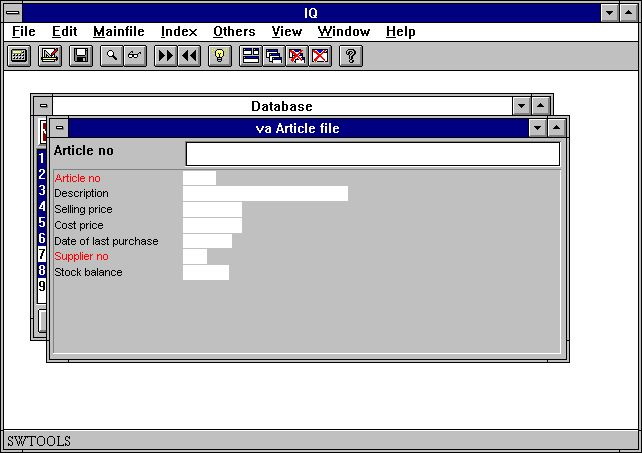 IQ
File Edit Mainfile Index Others View Window Help
Database
va Article file
Article no
Article no
Description
Selling price
Cost price
Date of last purchase
Supplier no
Stock balance
1
2
3
4
5
6
7
8
9
SWTOOLS